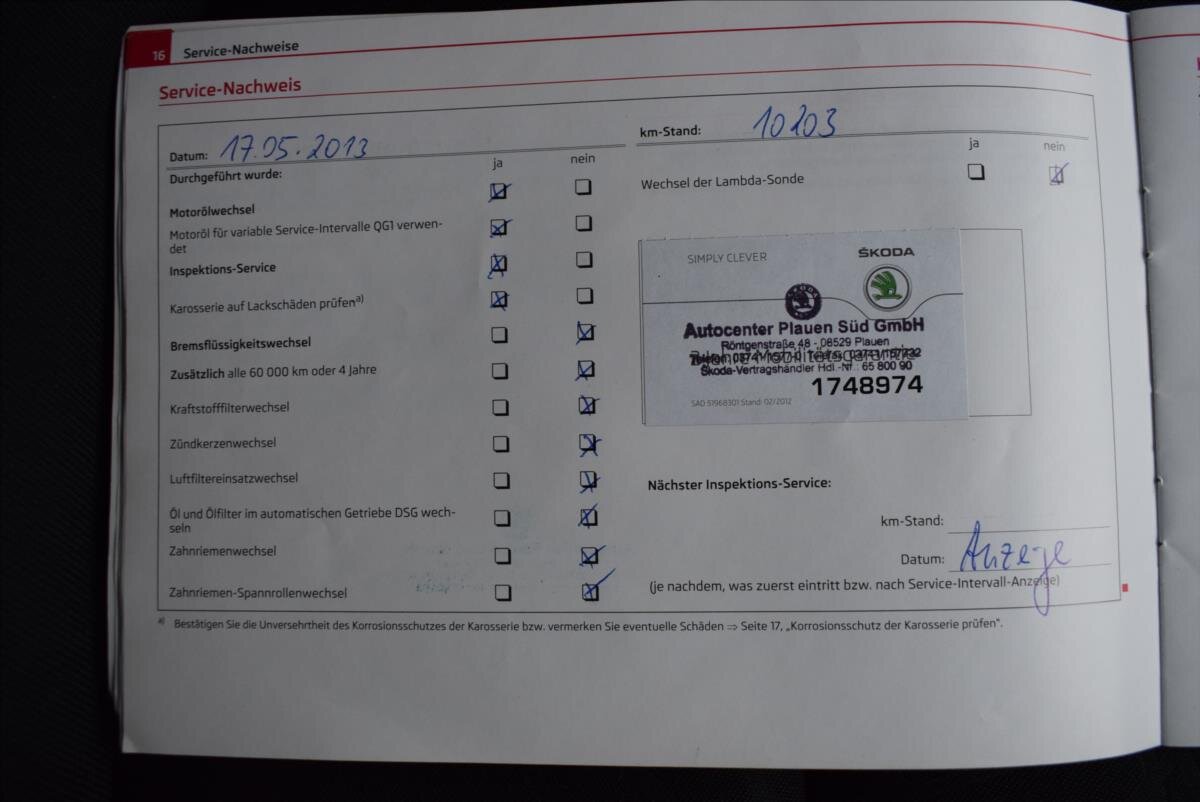 16 Service-Nachweise
Service-Nachweis
Datum: 17.05.2013
ja nein
Durchgeführt wurde:
Motorölwechsel
Motoröl für variable Service-Intervalle QG1 verwen-
det
Inspektions-Service
Karosserie auf Lackschäden prüfen a)
Bremsflüssigkeitswechsel
Zusätzlich alle 60 000 km oder 4 Jahre
Kraftstofffilterwechsel
Zündkerzenwechsel
Luftfiltereinsatzwechsel
Öl und Ölfilter im automatischen Getriebe DSG wech-
seln
Zahnriemenwechsel
Zahnriemen-Spannrollenwechsel
km-Stand: 10203
ja nein
Wechsel der Lambda-Sonde
SIMPLY CLEVER
ŠKODA
SKODA
Autocenter Plauen Süd GmbH
Röntgenstraße 48 - 08529 Plauen
Skoda-Vertragshändler Hdl.-Nr.: 65 800 90
1748974
SAD 51968301 Stand: 02/2012
Nächster Inspektions-Service:
km-Stand:
Datum: Anzeige
(je nachdem, was zuerst eintritt bzw. nach Service-Intervall-Anzeige)
a) Bestätigen Sie die Unversehrtheit des Korrosionsschutzes der Karosserie bzw. vermerken Sie eventuelle Schäden ⇒ Seite 17, „Korrosionsschutz der Karosserie prüfen".